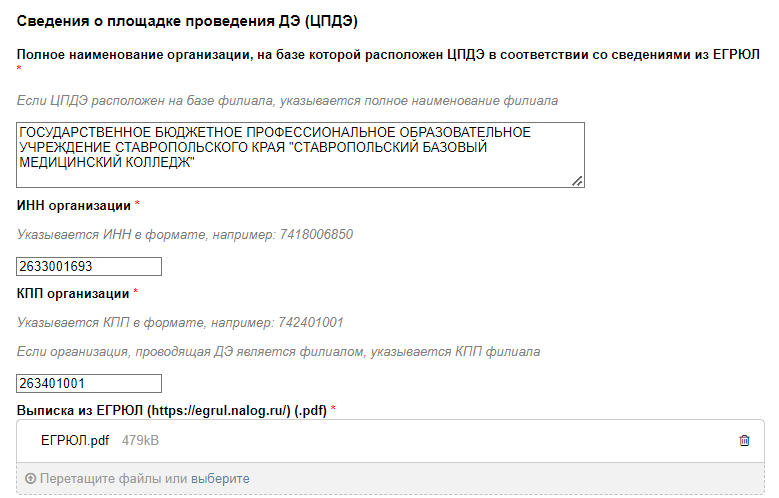 Сведения о площадке проведения ДЭ (ЦПДЭ)
Полное наименование организации, на базе которой расположен ЦПДЭ в соответствии со сведениями из ЕГРЮЛ
*
Если ЦПДЭ расположен на базе филиала, указывается полное наименование филиала
ГОСУДАРСТВЕННОЕ БЮДЖЕТНОЕ ПРОФЕССИОНАЛЬНОЕ ОБРАЗОВАТЕЛЬНОЕ
УЧРЕЖДЕНИЕ СТАВРОПОЛЬСКОГО КРАЯ "СТАВРОПОЛЬСКИЙ БАЗОВЫЙ
МЕДИЦИНСКИЙ КОЛЛЕДЖ"
ИНН организации *
Указывается ИНН в формате, например: 7418006850
2633001693
КПП организации *
Указывается КПП в формате, например: 742401001
Если организация, проводящая ДЭ является филиалом, указывается КПП филиала
263401001
Выписка из ЕГРЮЛ (https://egrul.nalog.ru/) (.pdf) *
ЕГРЮЛ.pdf 479kB
Перетащите файлы или выберите